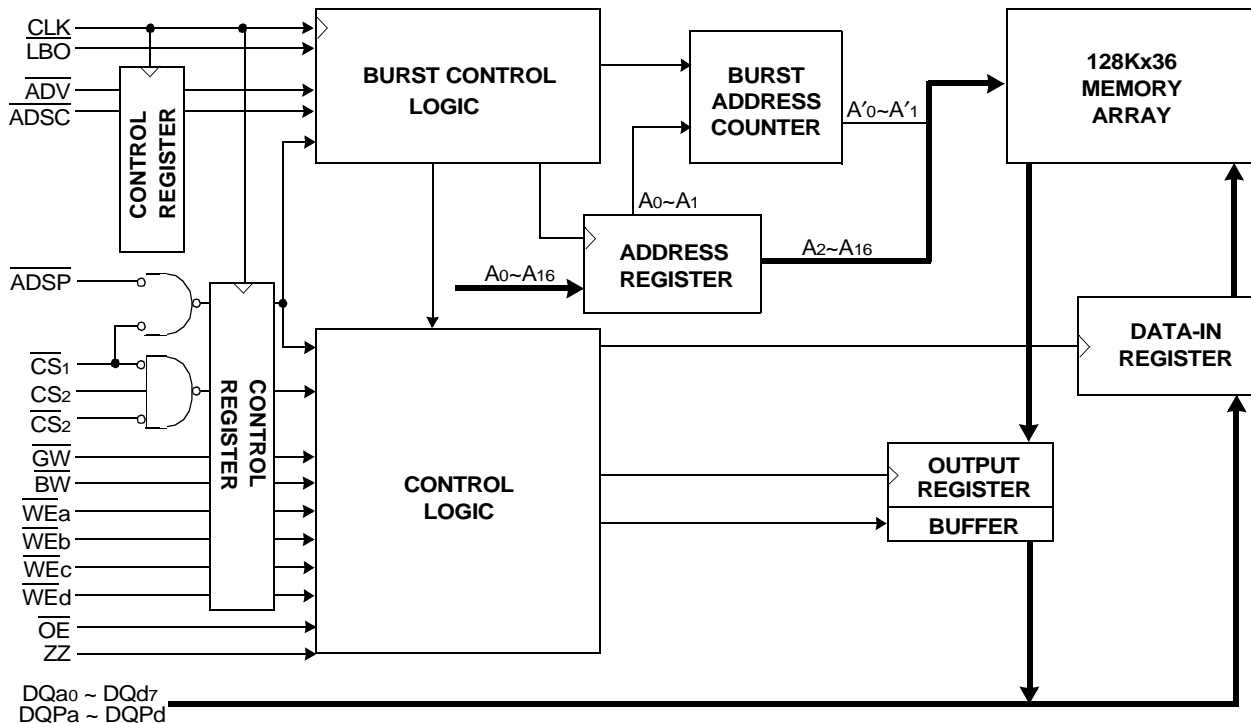 CLK
LBO
ADV
ADSC
CONTROL
REGISTER
BURST CONTROL
LOGIC
BURST
ADDRESS
COUNTER
A′0~A′1
128Kx36
MEMORY
ARRAY
A0~A1
ADDRESS
REGISTER
A2~A16
A0~A16
ADSP
CS1
CS2
CS2
CONTROL
REGISTER
GW
BW
WEa
WEb
WEc
WEd
OE
ZZ
CONTROL
LOGIC
DATA-IN
REGISTER
OUTPUT
REGISTER
BUFFER
DQa0 ~ DQd7
DQPa ~ DQPd